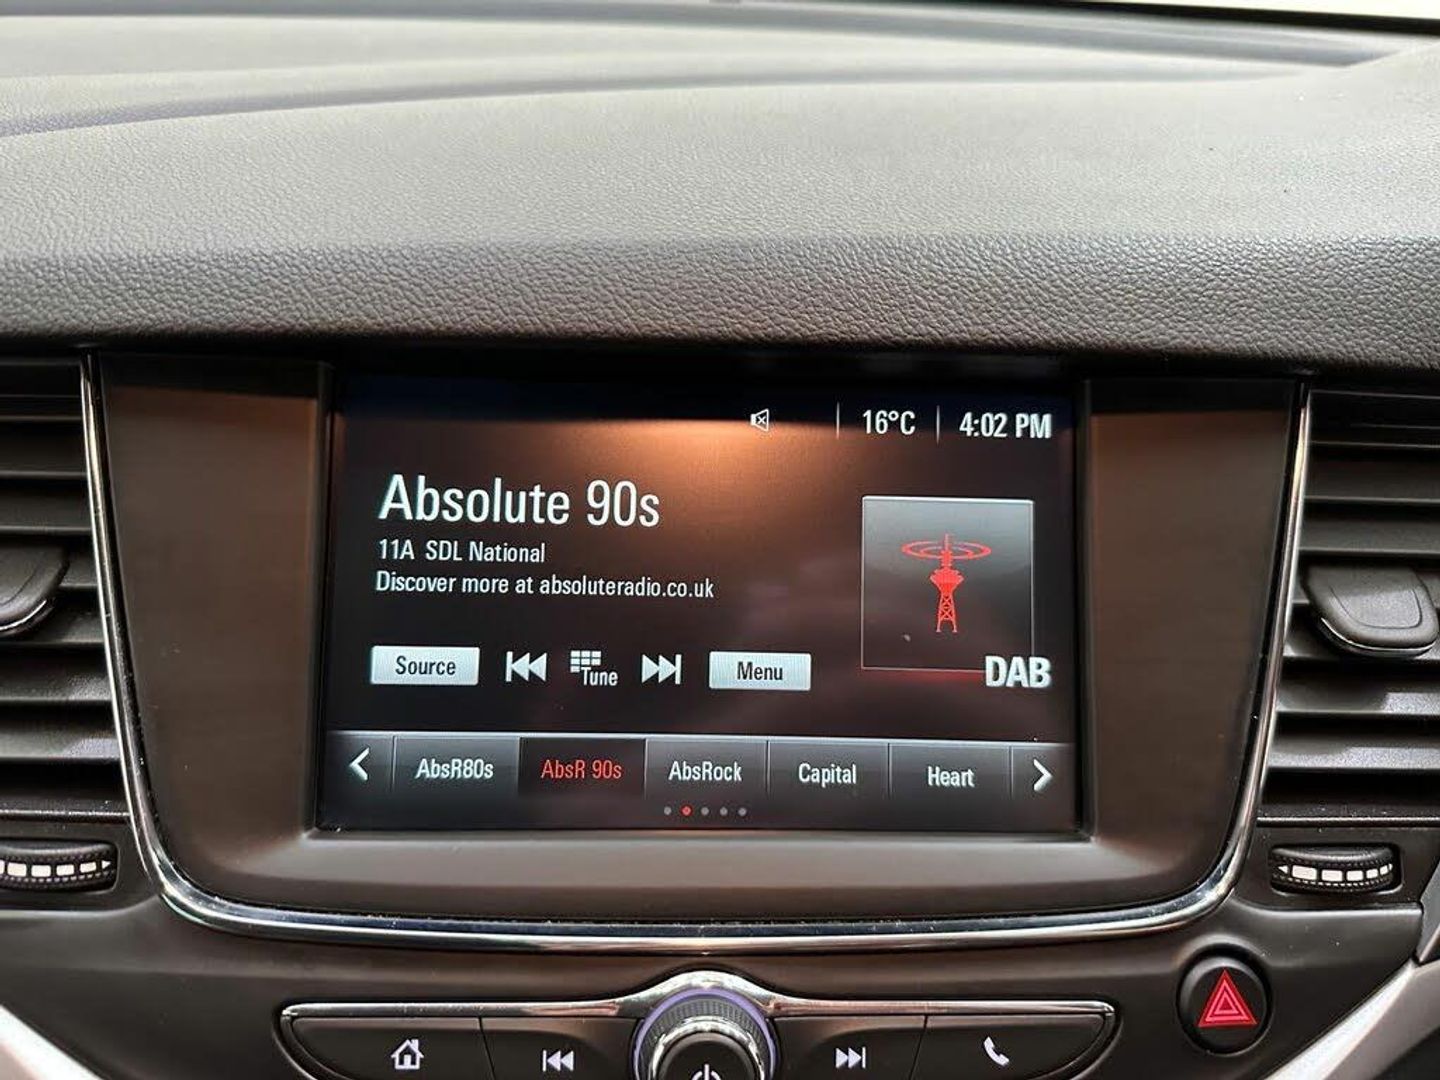 16°C 4:02 PM
Absolute 90s
11A SDL National
Discover more at absoluteradio.co.uk
Source Tune Menu
DAB
AbsR80s AbsR 90s AbsRock Capital Heart